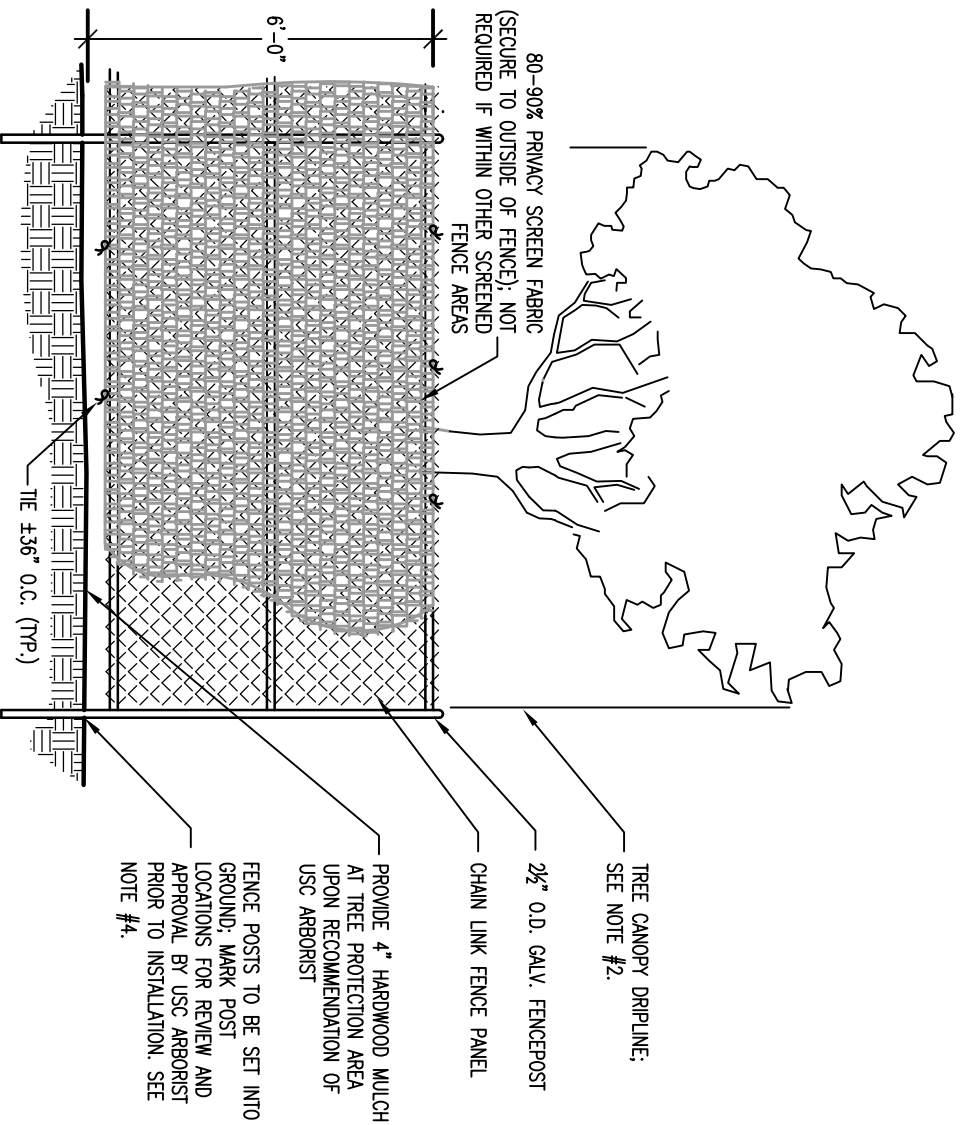 6'-0"
80-90% PRIVACY SCREEN FABRIC
(SECURE TO OUTSIDE OF FENCE); NOT
REQUIRED IF WITHIN OTHER SCREENED
FENCE AREAS
TREE CANOPY DRIPLINE;
SEE NOTE #2.
2½" O.D. GALV. FENCEPOST
CHAIN LINK FENCE PANEL
PROVIDE 4" HARDWOOD MULCH
AT TREE PROTECTION AREA
UPON RECOMMENDATION OF
USC ARBORIST
FENCE POSTS TO BE SET INTO
GROUND; MARK POST
LOCATIONS FOR REVIEW AND
APPROVAL BY USC ARBORIST
PRIOR TO INSTALLATION. SEE
NOTE #4.
TIE ±36" O.C. (TYP.)